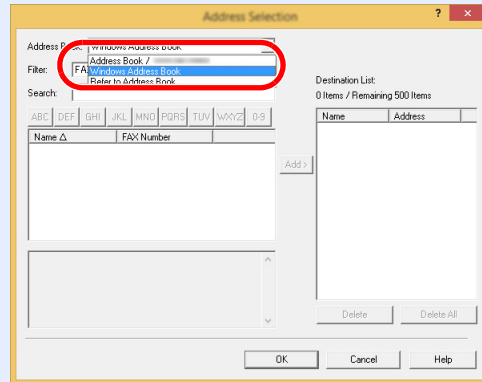 Address Selection
? ×
Address Book: Windows Address Book
Address Book /
Windows Address Book
Refer to Address Book
Filter: FA
Search:
Destination List:
0 Items / Remaining 500 Items
ABC DEF GHI JKL MNO PQRS TUV WXYZ 0-9
Name △ FAX Number
Name Address
Add >
Delete Delete All
OK Cancel Help